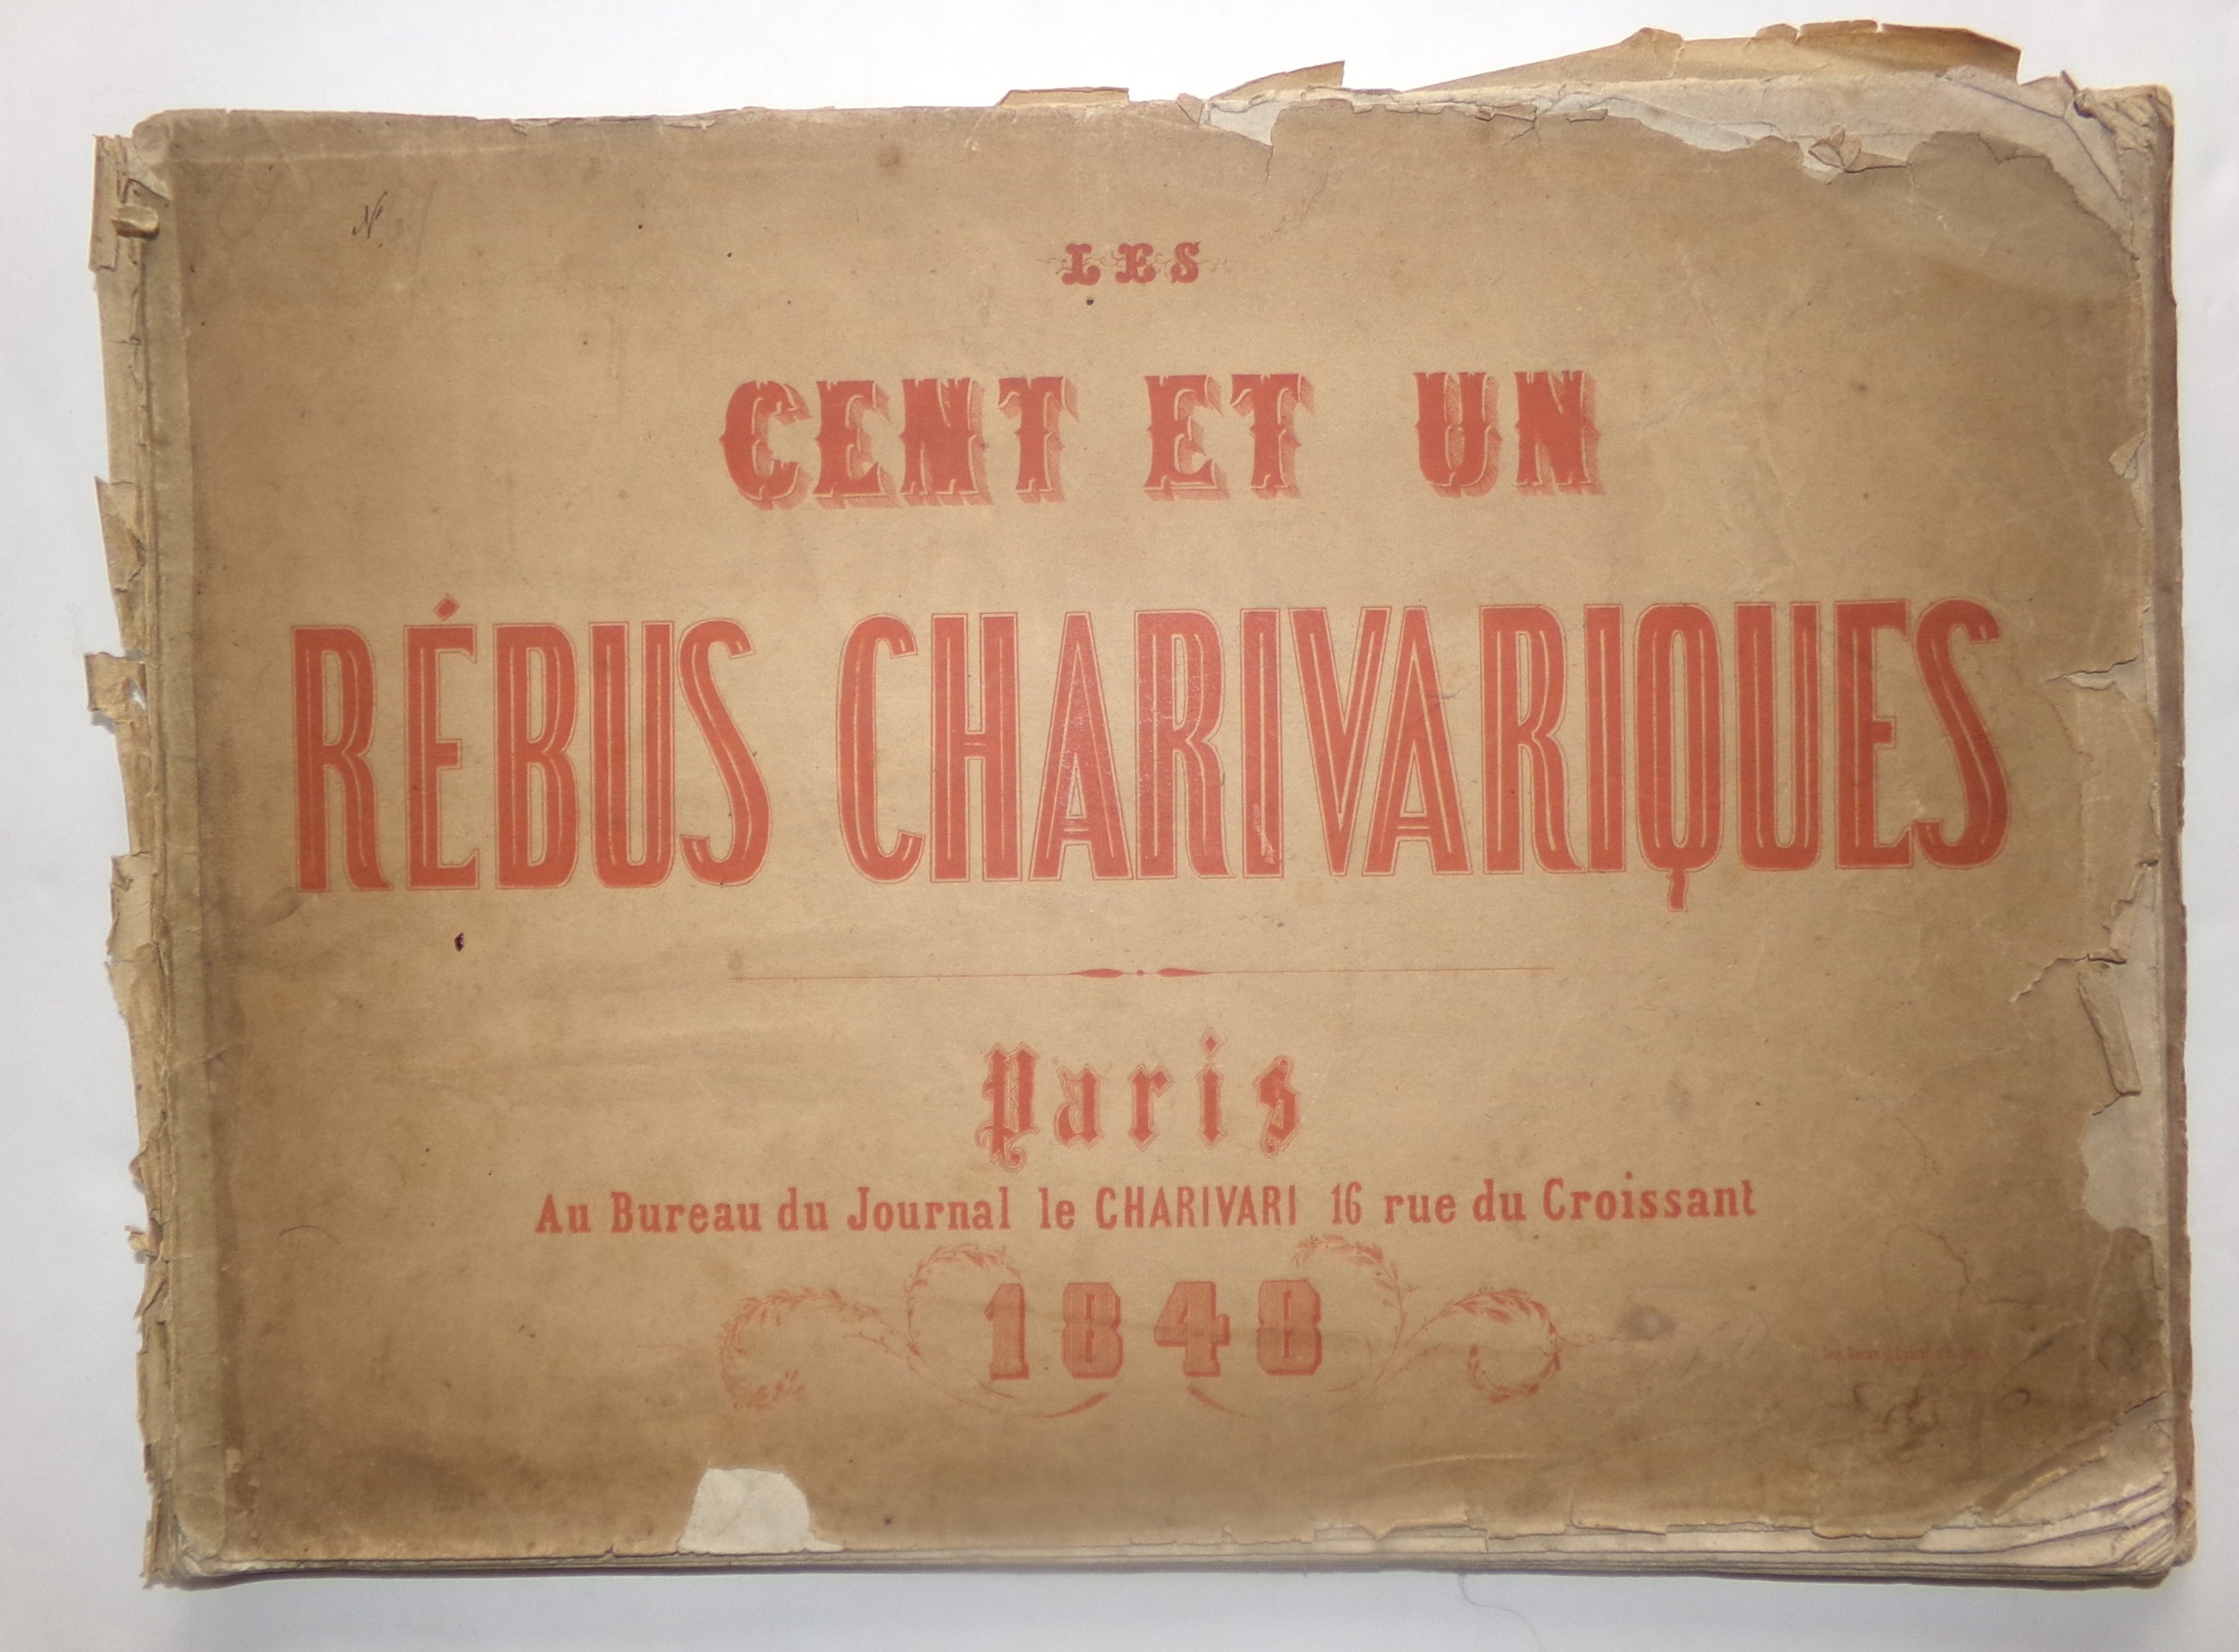 N.
LES
CENT ET UN
RÉBUS CHARIVARIQUES
Paris
Au Bureau du Journal le CHARIVARI 16 rue du Croissant
1848